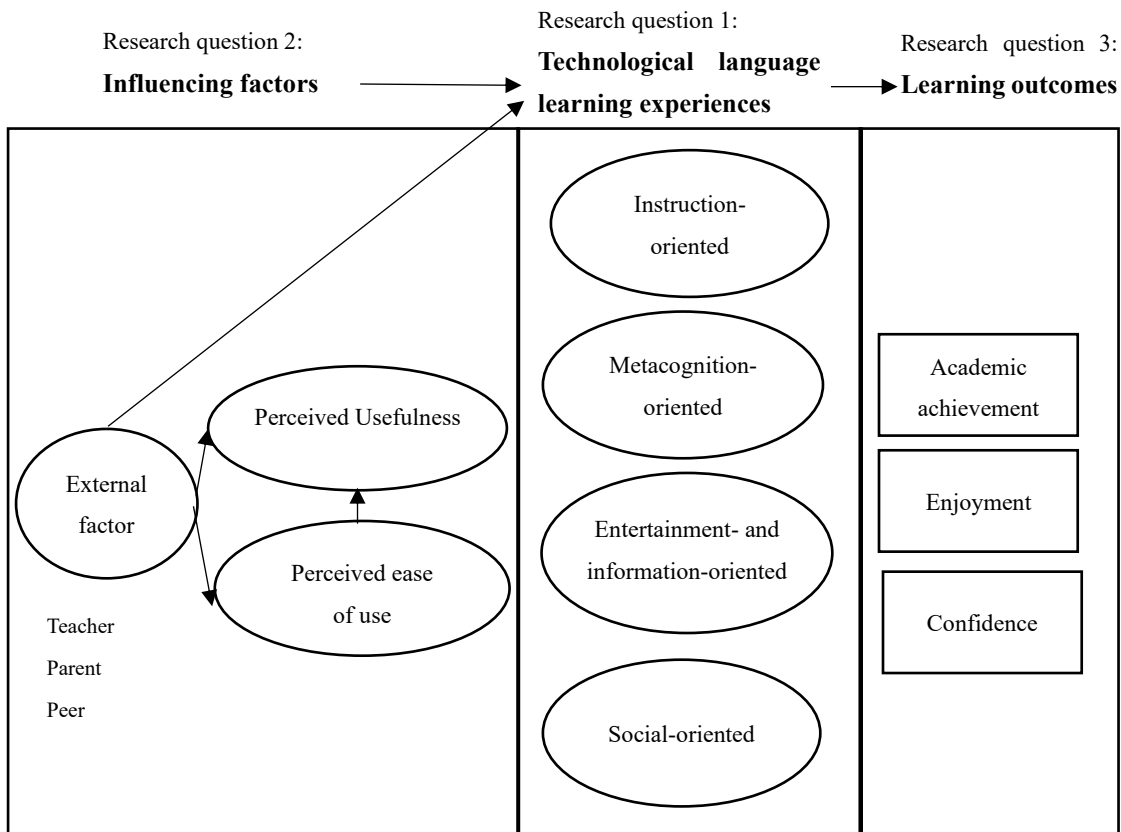 Research question 2:
Influencing factors
Research question 1:
Technological language
learning experiences
Research question 3:
Learning outcomes
External
factor
Teacher
Parent
Peer
Perceived Usefulness
Perceived ease
of use
Instruction-
oriented
Metacognition-
oriented
Entertainment- and
information-oriented
Social-oriented
Academic
achievement
Enjoyment
Confidence